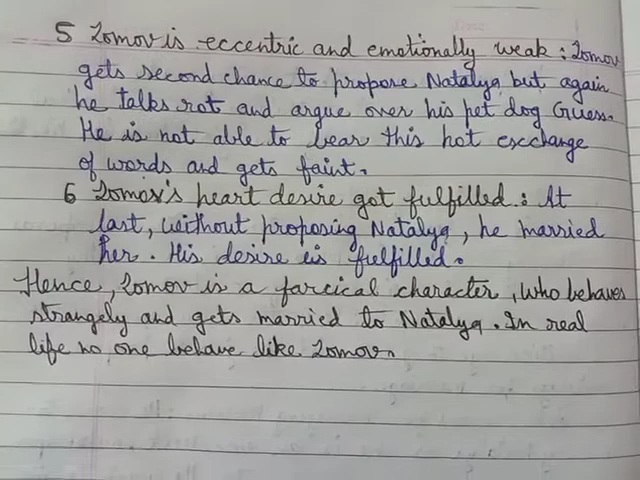 5 Lomov is eccentric and emotionally weak : Lomov
gets second chance to propose Natalya but again
he talks rot and argue over his pet dog Guess.
He is not able to bear this hot exchange
of words and gets faint.
6 Lomov's heart desire got fulfilled : At
last, without proposing Natalya, he married
her. His desire is fulfilled.
Hence, Lomov is a farcical character, who behaves
strangely and gets married to Natalya. In real
life no one behave like Lomov.